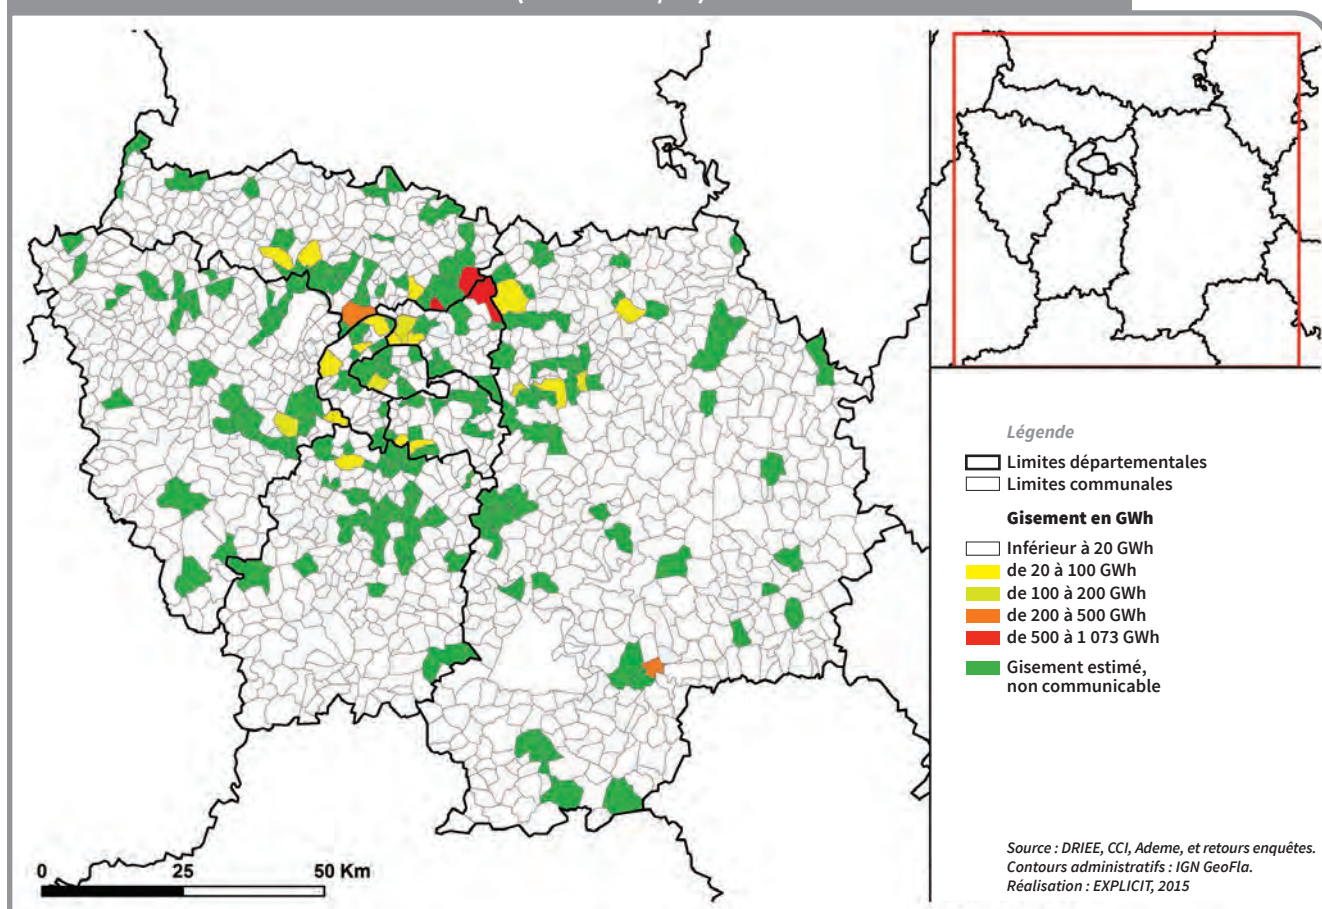 Légende
Limites départementales
Limites communales
Gisement en GWh
Inférieur à 20 GWh
de 20 à 100 GWh
de 100 à 200 GWh
de 200 à 500 GWh
de 500 à 1 073 GWh
Gisement estimé,
non communicable
0 25 50 Km
Source : DRIEE, CCI, Ademe, et retours enquêtes.
Contours administratifs : IGN GeoFla.
Réalisation : EXPLICIT, 2015